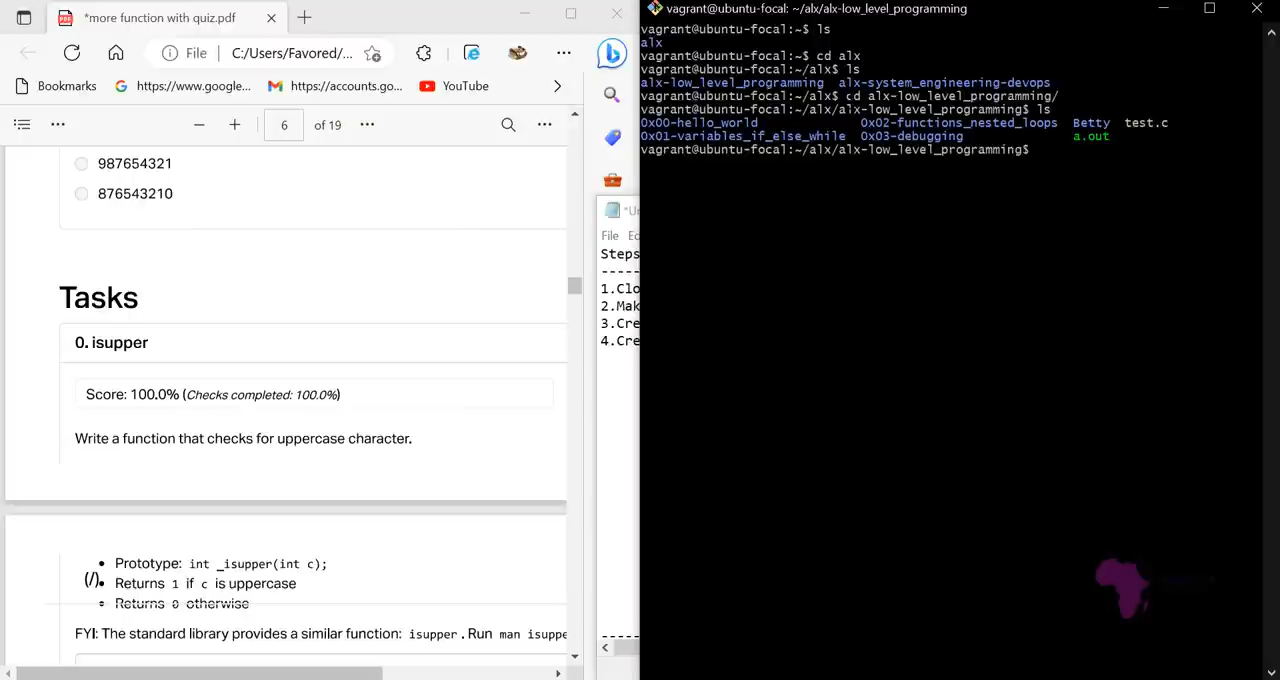 *more function with quiz.pdf
File C:/Users/Favored/...
Bookmarks https://www.google... https://accounts.go... YouTube
6 of 19
987654321
876543210
Tasks
0. isupper
Score: 100.0% (Checks completed: 100.0%)
Write a function that checks for uppercase character.
Prototype: int _isupper(int c);
(/)
Returns 1 if c is uppercase
Returns 0 otherwise
FYI: The standard library provides a similar function: isupper. Run man isuppe
*Un
File Ed
Steps
-----
1.Clo
2.Mak
3.Cre
4.Cre
-----
vagrant@ubuntu-focal: ~/alx/alx-low_level_programming
vagrant@ubuntu-focal:~$ ls
alx
vagrant@ubuntu-focal:~$ cd alx
vagrant@ubuntu-focal:~/alx$ ls
alx-low_level_programming alx-system_engineering-devops
vagrant@ubuntu-focal:~/alx$ cd alx-low_level_programming/
vagrant@ubuntu-focal:~/alx/alx-low_level_programming$ ls
0x00-hello_world 0x02-functions_nested_loops Betty test.c
0x01-variables_if_else_while 0x03-debugging a.out
vagrant@ubuntu-focal:~/alx/alx-low_level_programming$